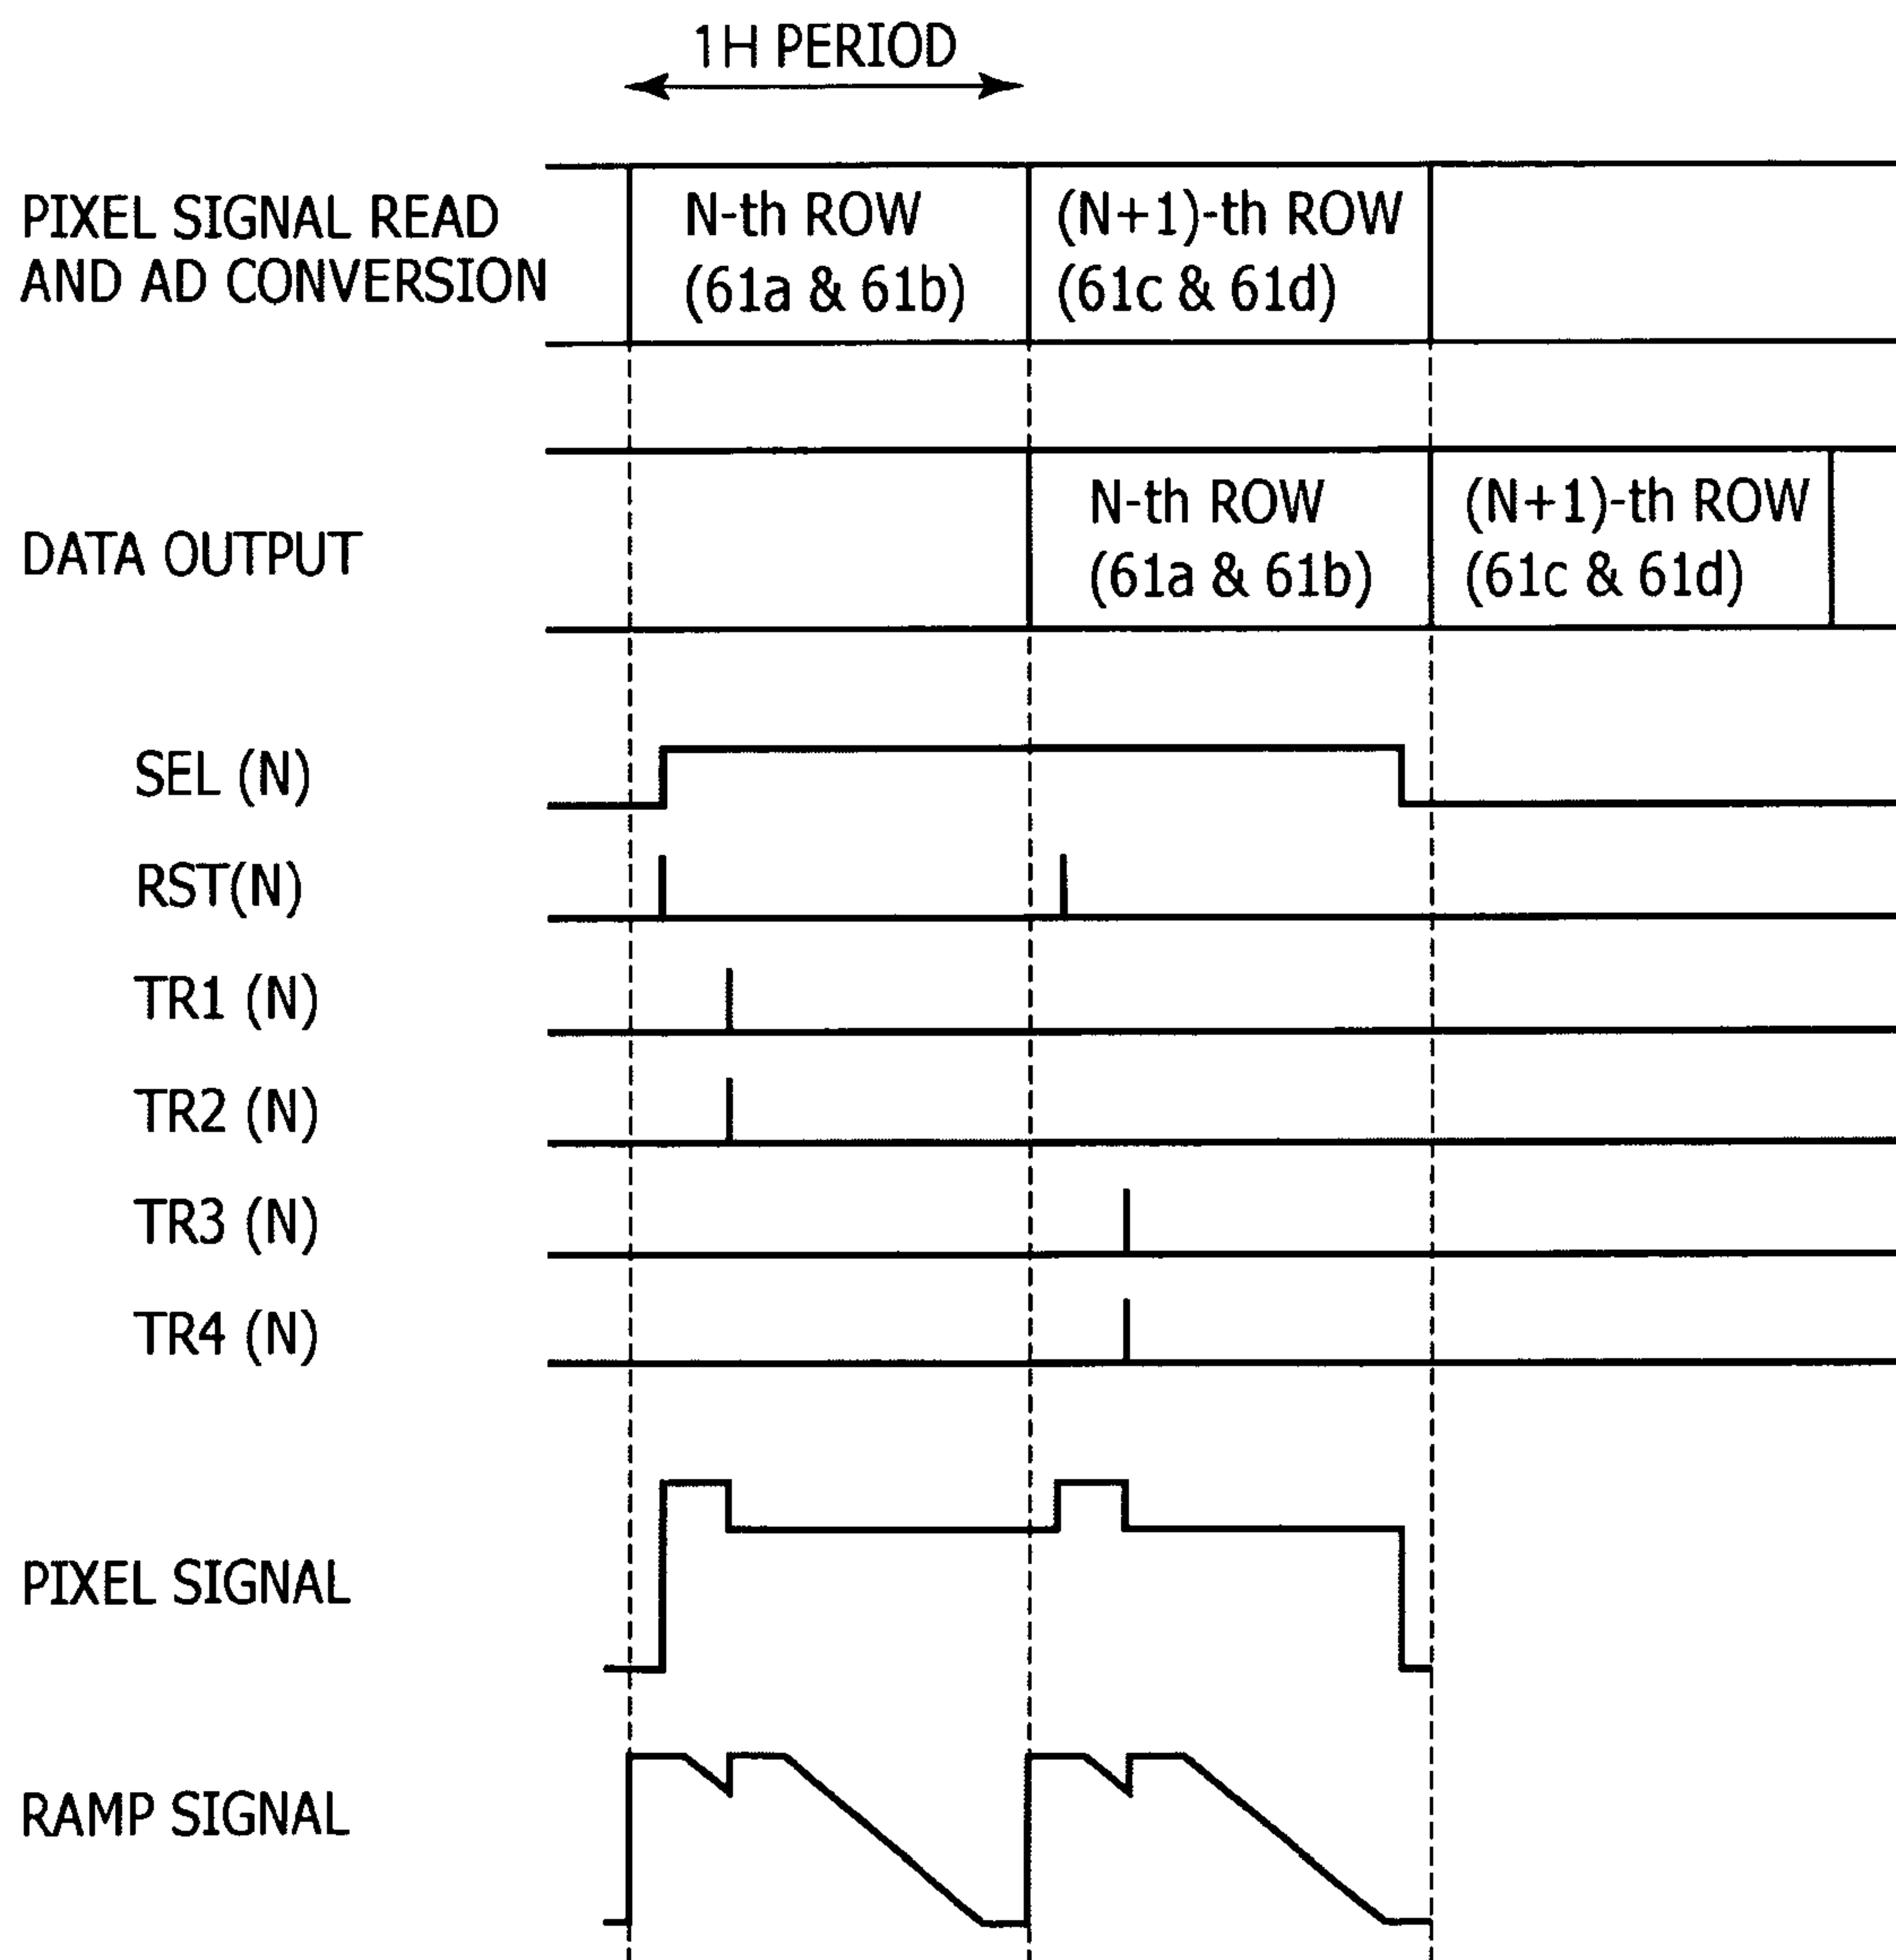 1H PERIOD
PIXEL SIGNAL READ
AND AD CONVERSION
N-th ROW
(61a & 61b)
(N+1)-th ROW
(61c & 61d)
DATA OUTPUT
N-th ROW
(61a & 61b)
(N+1)-th ROW
(61c & 61d)
SEL (N)
RST(N)
TR1 (N)
TR2 (N)
TR3 (N)
TR4 (N)
PIXEL SIGNAL
RAMP SIGNAL